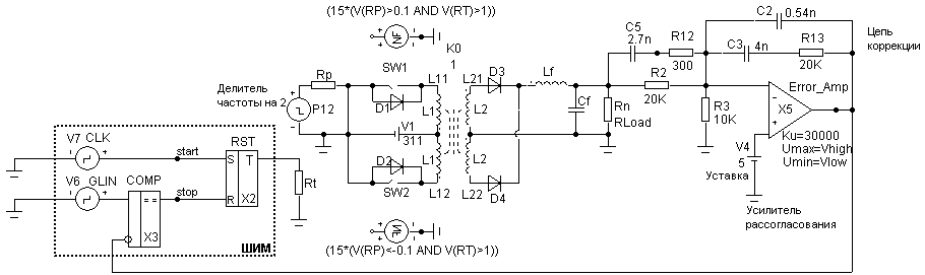 (15*(V(RP)>0.1 AND V(RT)>1))
NF
K0
1
SW1
Rp
L11
L21
D3
Lf
Делитель
частоты на 2
P12
D1
L1
L2
V1
311
D2
L1
L2
SW2
L12
L22
D4
Cf
Rn
RLoad
C5
2.7n
R12
300
R2
20K
R3
10K
C2
0.54n
C3
4n
R13
20K
Цепь
коррекции
Error_Amp
X5
Ku=30000
Umax=Vhigh
Umin=Vlow
V4
5
Уставка
Усилитель
рассогласования
V7 CLK
start
RST
S
T
R
X2
V6 GLIN
COMP
==
stop
X3
Rt
ШИМ
(15*(V(RP)<-0.1 AND V(RT)>1))